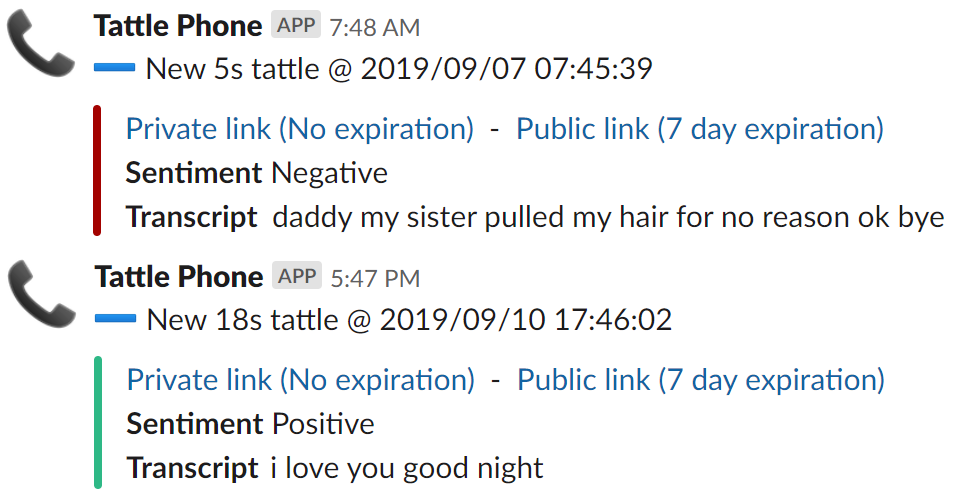 Tattle Phone APP 7:48 AM
New 5s tattle @ 2019/09/07 07:45:39
Private link (No expiration) - Public link (7 day expiration)
Sentiment Negative
Transcript daddy my sister pulled my hair for no reason ok bye
Tattle Phone APP 5:47 PM
New 18s tattle @ 2019/09/10 17:46:02
Private link (No expiration) - Public link (7 day expiration)
Sentiment Positive
Transcript i love you good night